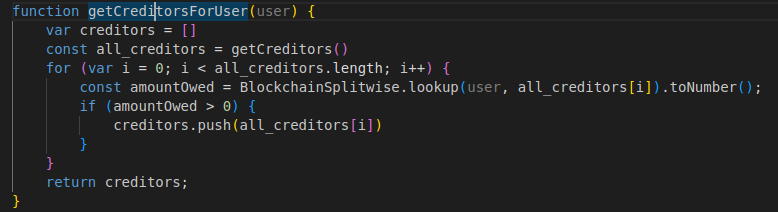 function getCreditorsForUser(user) {
    var creditors = []
    const all_creditors = getCreditors()
    for (var i = 0; i < all_creditors.length; i++) {
        const amountOwed = BlockchainSplitwise.lookup(user, all_creditors[i]).toNumber();
        if (amountOwed > 0) {
            creditors.push(all_creditors[i])
        }
    }
    return creditors;
}